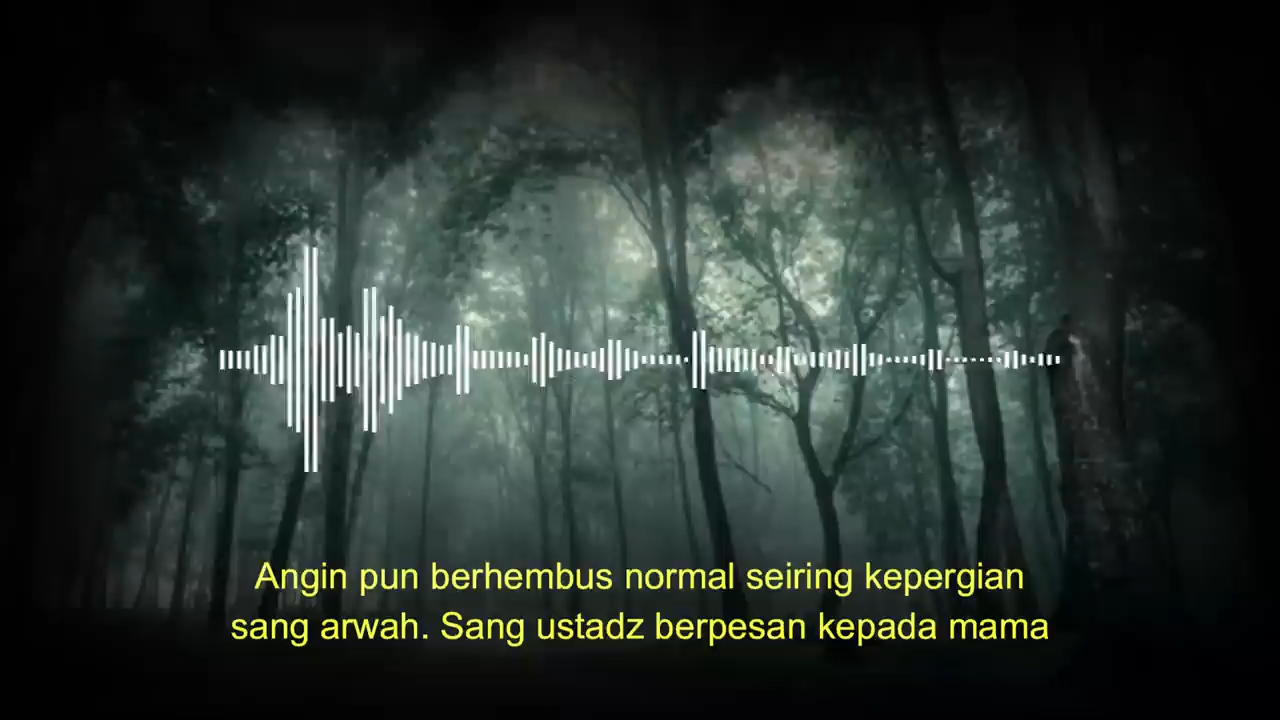 Angin pun berhembus normal seiring kepergian
sang arwah. Sang ustadz berpesan kepada mama